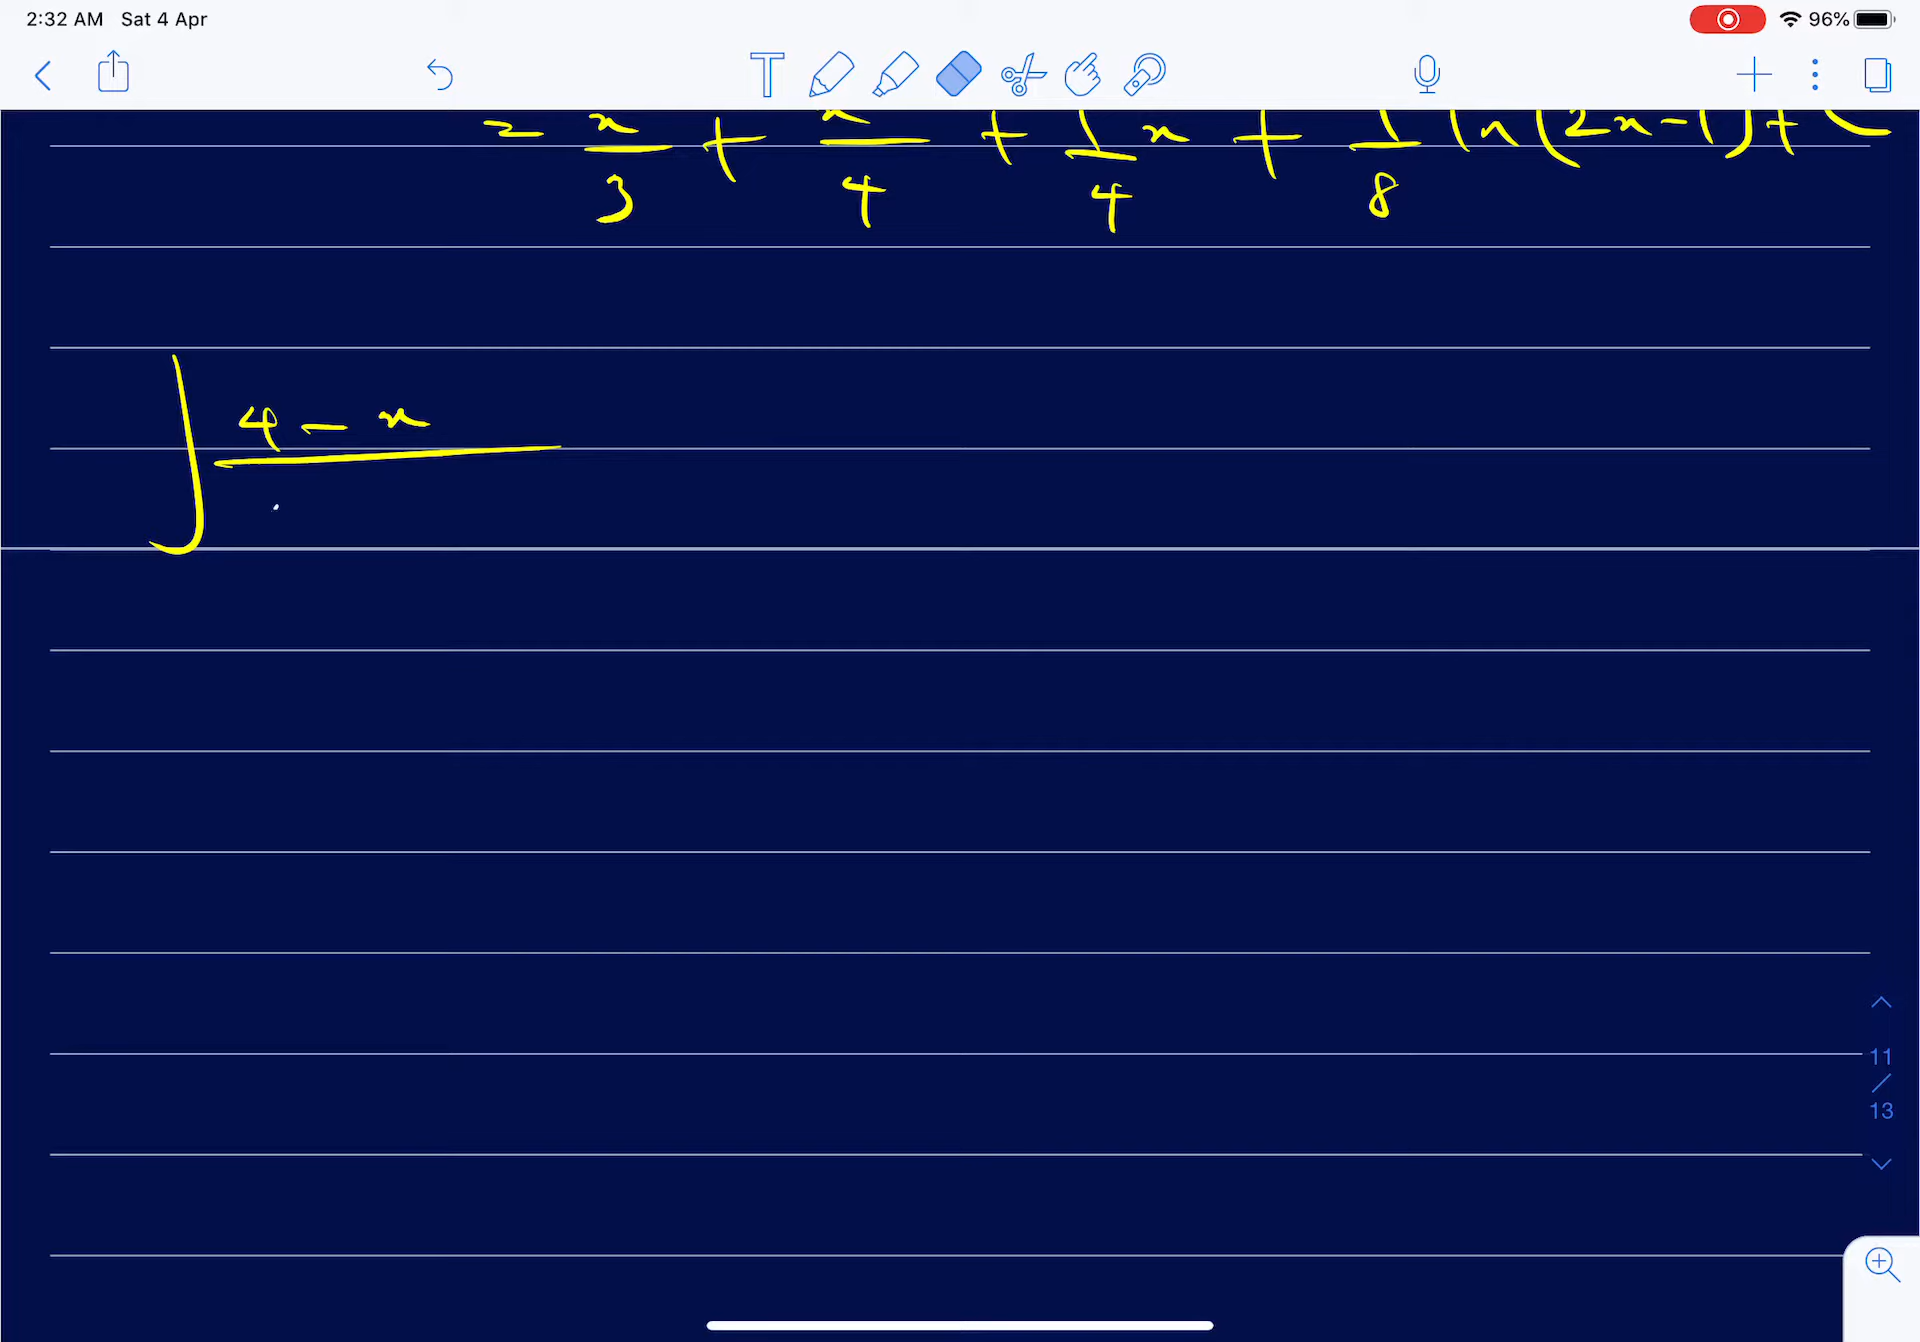 2:32 AM Sat 4 Apr 96%
T
= x/3 + x/4 + 1/4 x + 1/8 ln(2x-1) + C
∫ 4 - x
11
/
13